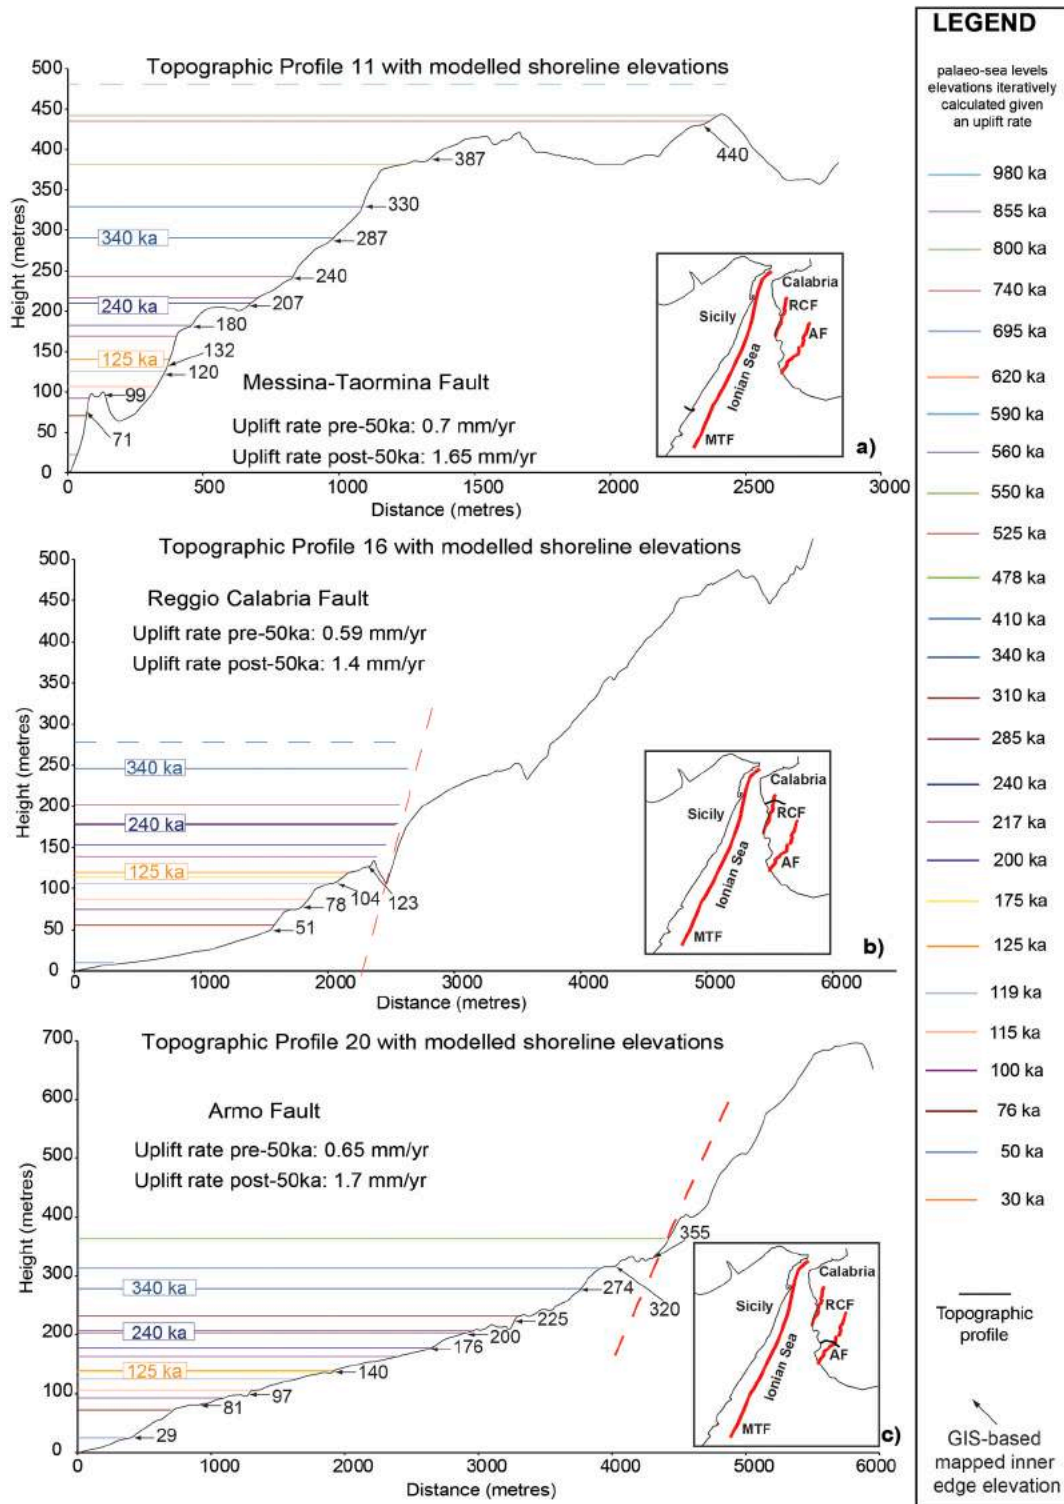 Topographic Profile 11 with modelled shoreline elevations
Height (metres)
500
450
400
350
300
250
200
150
100
50
0
340 ka
240 ka
125 ka
440
387
330
287
240
207
180
132
120
99
71
Messina-Taormina Fault
Uplift rate pre-50ka: 0.7 mm/yr
Uplift rate post-50ka: 1.65 mm/yr
Calabria
Sicily
RCF
AF
Ionian Sea
MTF
a)
0
500
1000
1500
2000
2500
3000
Distance (metres)
Topographic Profile 16 with modelled shoreline elevations
Reggio Calabria Fault
Uplift rate pre-50ka: 0.59 mm/yr
Uplift rate post-50ka: 1.4 mm/yr
Height (metres)
500
450
400
350
300
250
200
150
100
50
0
340 ka
240 ka
125 ka
123
104
78
51
Calabria
Sicily
RCF
AF
Ionian Sea
MTF
b)
0
1000
2000
3000
4000
5000
6000
Distance (metres)
Topographic Profile 20 with modelled shoreline elevations
Armo Fault
Uplift rate pre-50ka: 0.65 mm/yr
Uplift rate post-50ka: 1.7 mm/yr
Height (metres)
700
600
500
400
300
200
100
0
340 ka
240 ka
125 ka
355
320
274
225
200
176
140
97
81
29
Calabria
Sicily
RCF
AF
Ionian Sea
MTF
c)
0
1000
2000
3000
4000
5000
6000
Distance (metres)
LEGEND
palaeo-sea levels
elevations iteratively
calculated given
an uplift rate
980 ka
855 ka
800 ka
740 ka
695 ka
620 ka
590 ka
560 ka
550 ka
525 ka
478 ka
410 ka
340 ka
310 ka
285 ka
240 ka
217 ka
200 ka
175 ka
125 ka
119 ka
115 ka
100 ka
76 ka
50 ka
30 ka
Topographic
profile
GIS-based
mapped inner
edge elevation